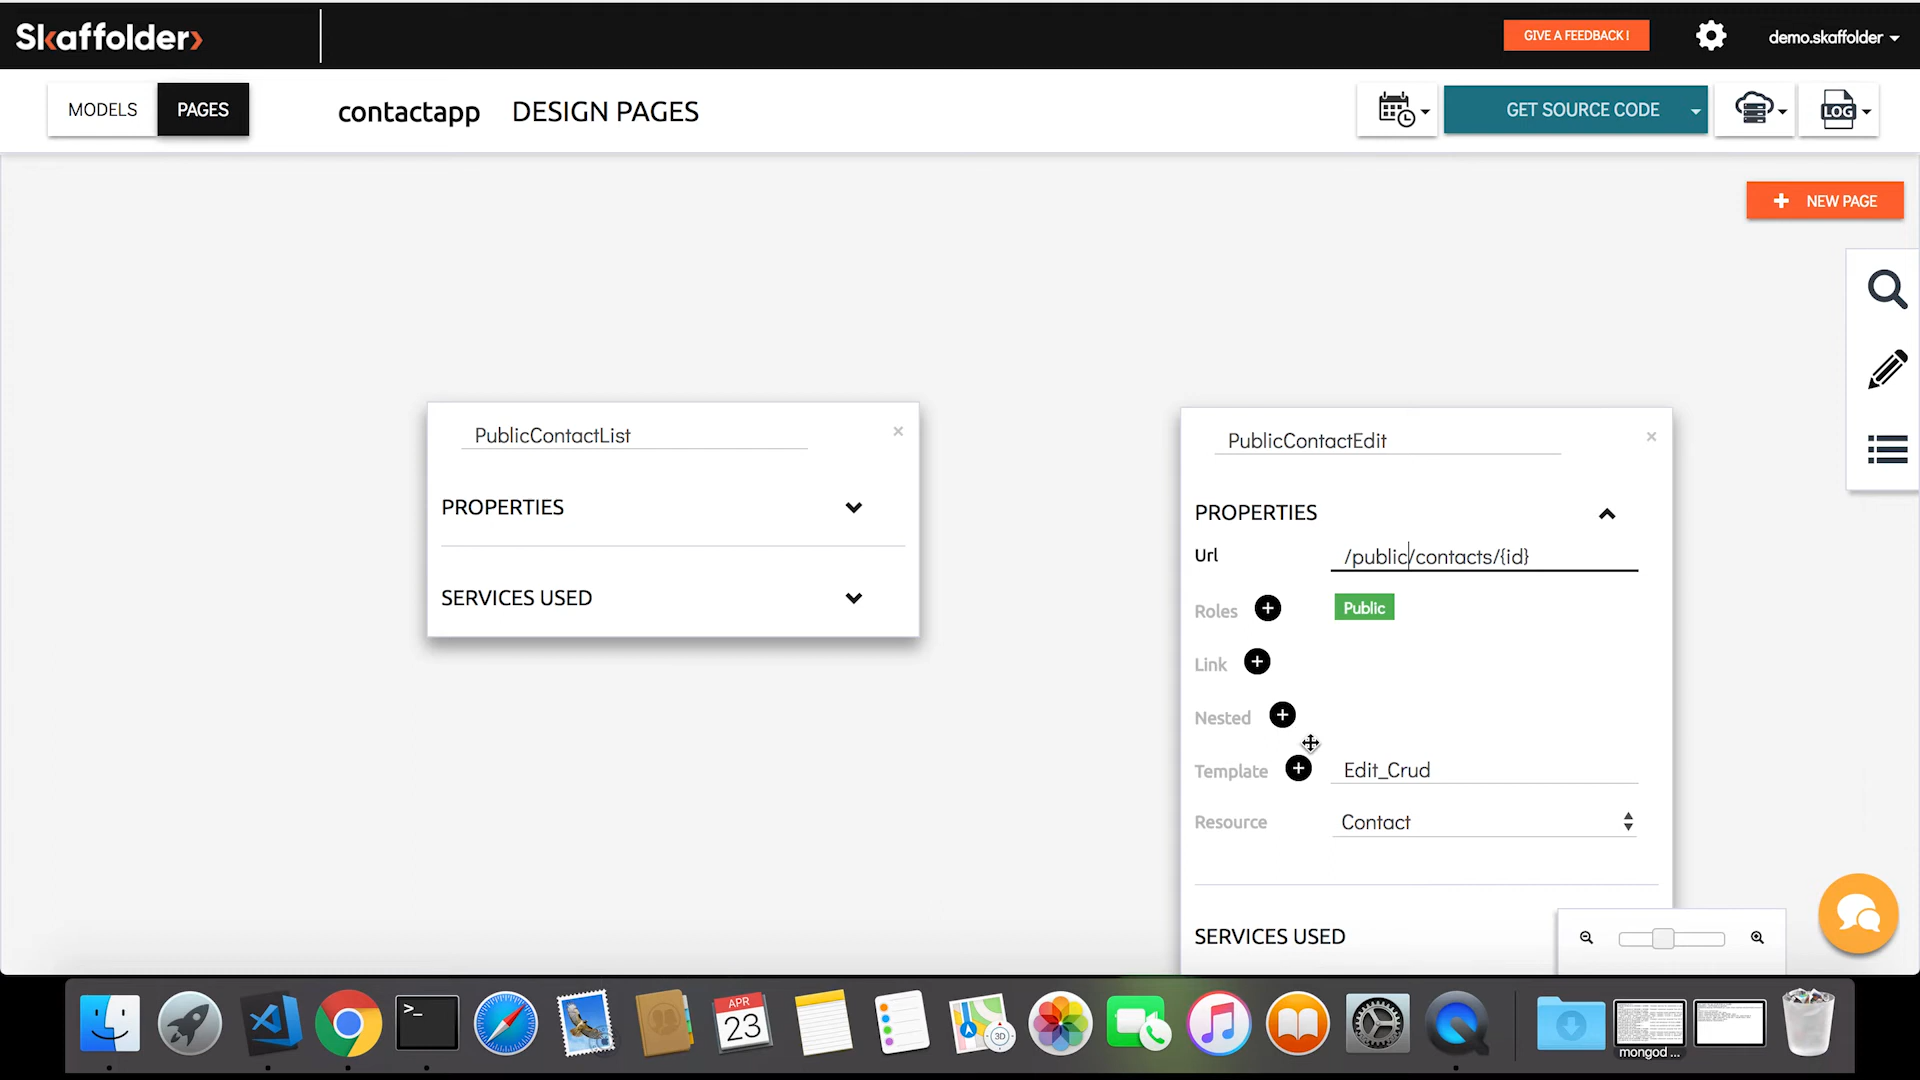 Skaffolder
GIVE A FEEDBACK !
demo.skaffolder
MODELS
PAGES
contactapp
DESIGN PAGES
GET SOURCE CODE
LOG
NEW PAGE
PublicContactList
×
PROPERTIES
SERVICES USED
PublicContactEdit
×
PROPERTIES
Url
/public/contacts/{id}
Roles
Public
Link
Nested
Template
Edit_Crud
Resource
Contact
SERVICES USED
>_
APR
23
3D
mongod ...